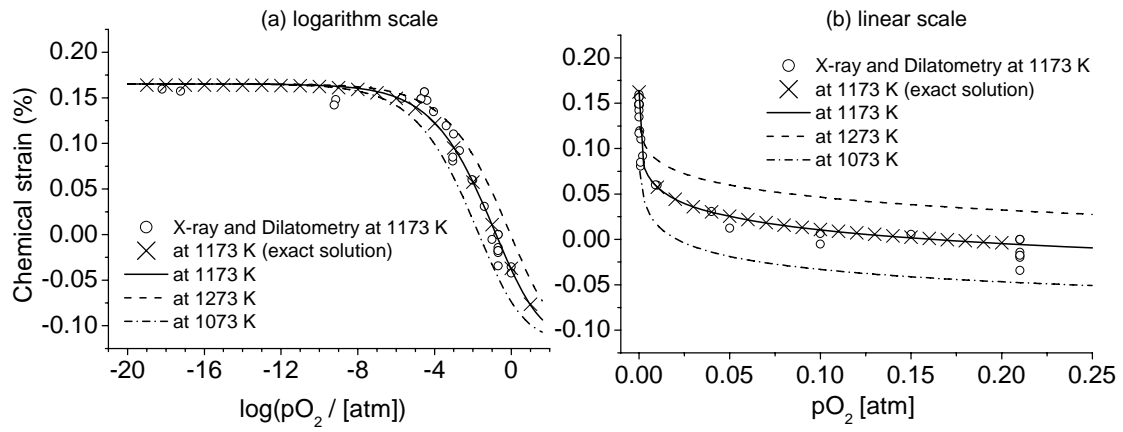 (a) logarithm scale
(b) linear scale
Chemical strain (%)
0.20
0.15
0.10
0.05
0.00
-0.05
-0.10
X-ray and Dilatometry at 1173 K
at 1173 K (exact solution)
at 1173 K
at 1273 K
at 1073 K
-20
-16
-12
-8
-4
0
log(pO₂ / [atm])
0.20
0.15
0.10
0.05
0.00
-0.05
-0.10
X-ray and Dilatometry at 1173 K
at 1173 K (exact solution)
at 1173 K
at 1273 K
at 1073 K
0.00
0.05
0.10
0.15
0.20
0.25
pO₂ [atm]